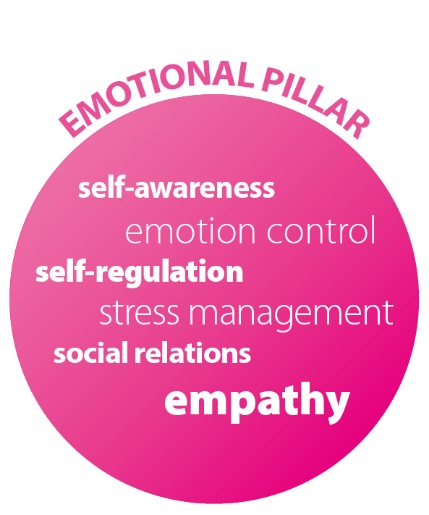 EMOTIONAL PILLAR
self-awareness
emotion control
self-regulation
stress management
social relations
empathy